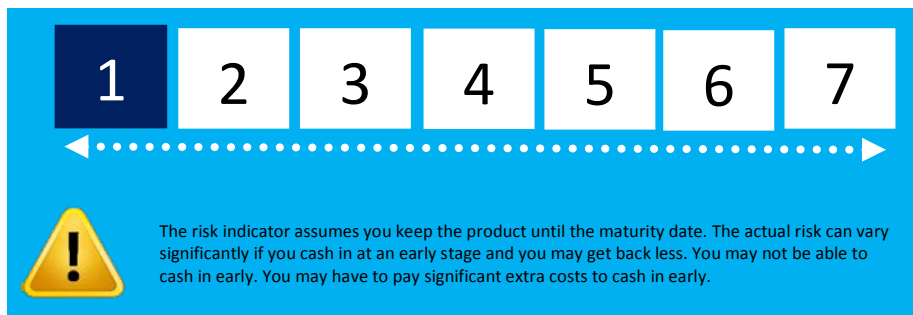 1 2 3 4 5 6 7
The risk indicator assumes you keep the product until the maturity date. The actual risk can vary
significantly if you cash in at an early stage and you may get back less. You may not be able to
cash in early. You may have to pay significant extra costs to cash in early.